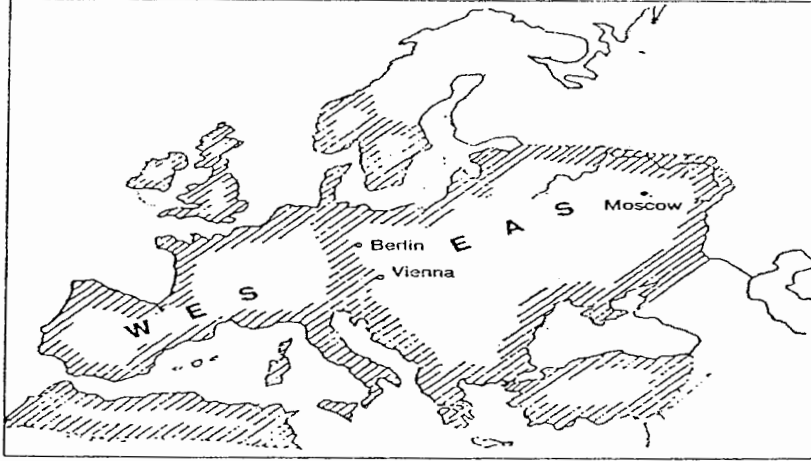 Moscow
E A S
Berlin
Vienna
W E S